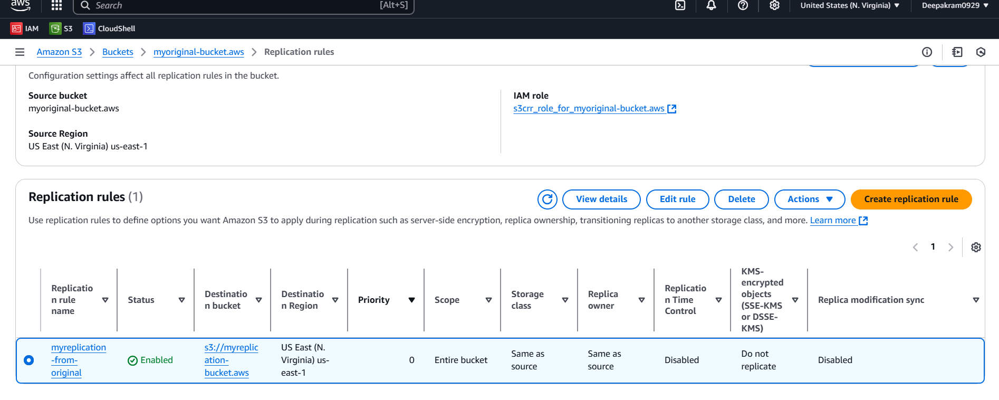 aws
Search [Alt+S]
United States (N. Virginia) ▼
Deepakram0929 ▼
IAM
S3
CloudShell
Amazon S3 > Buckets > myoriginal-bucket.aws > Replication rules
Configuration settings affect all replication rules in the bucket.
Source bucket
myoriginal-bucket.aws
Source Region
US East (N. Virginia) us-east-1
IAM role
s3crr_role_for_myoriginal-bucket.aws
Replication rules (1)
View details
Edit rule
Delete
Actions ▼
Create replication rule
Use replication rules to define options you want Amazon S3 to apply during replication such as server-side encryption, replica ownership, transitioning replicas to another storage class, and more. Learn more
< 1 >
Replicatio
n rule
name
Status
Destinatio
n bucket
Destinatio
n Region
Priority
Scope
Storage
class
Replica
owner
Replicatio
n Time
Control
KMS-
encrypted
objects
(SSE-KMS
or DSSE-
KMS)
Replica modification sync
myreplication
-from-
original
Enabled
s3://myreplic
ation-
bucket.aws
US East (N.
Virginia) us-
east-1
0
Entire bucket
Same as
source
Same as
source
Disabled
Do not
replicate
Disabled